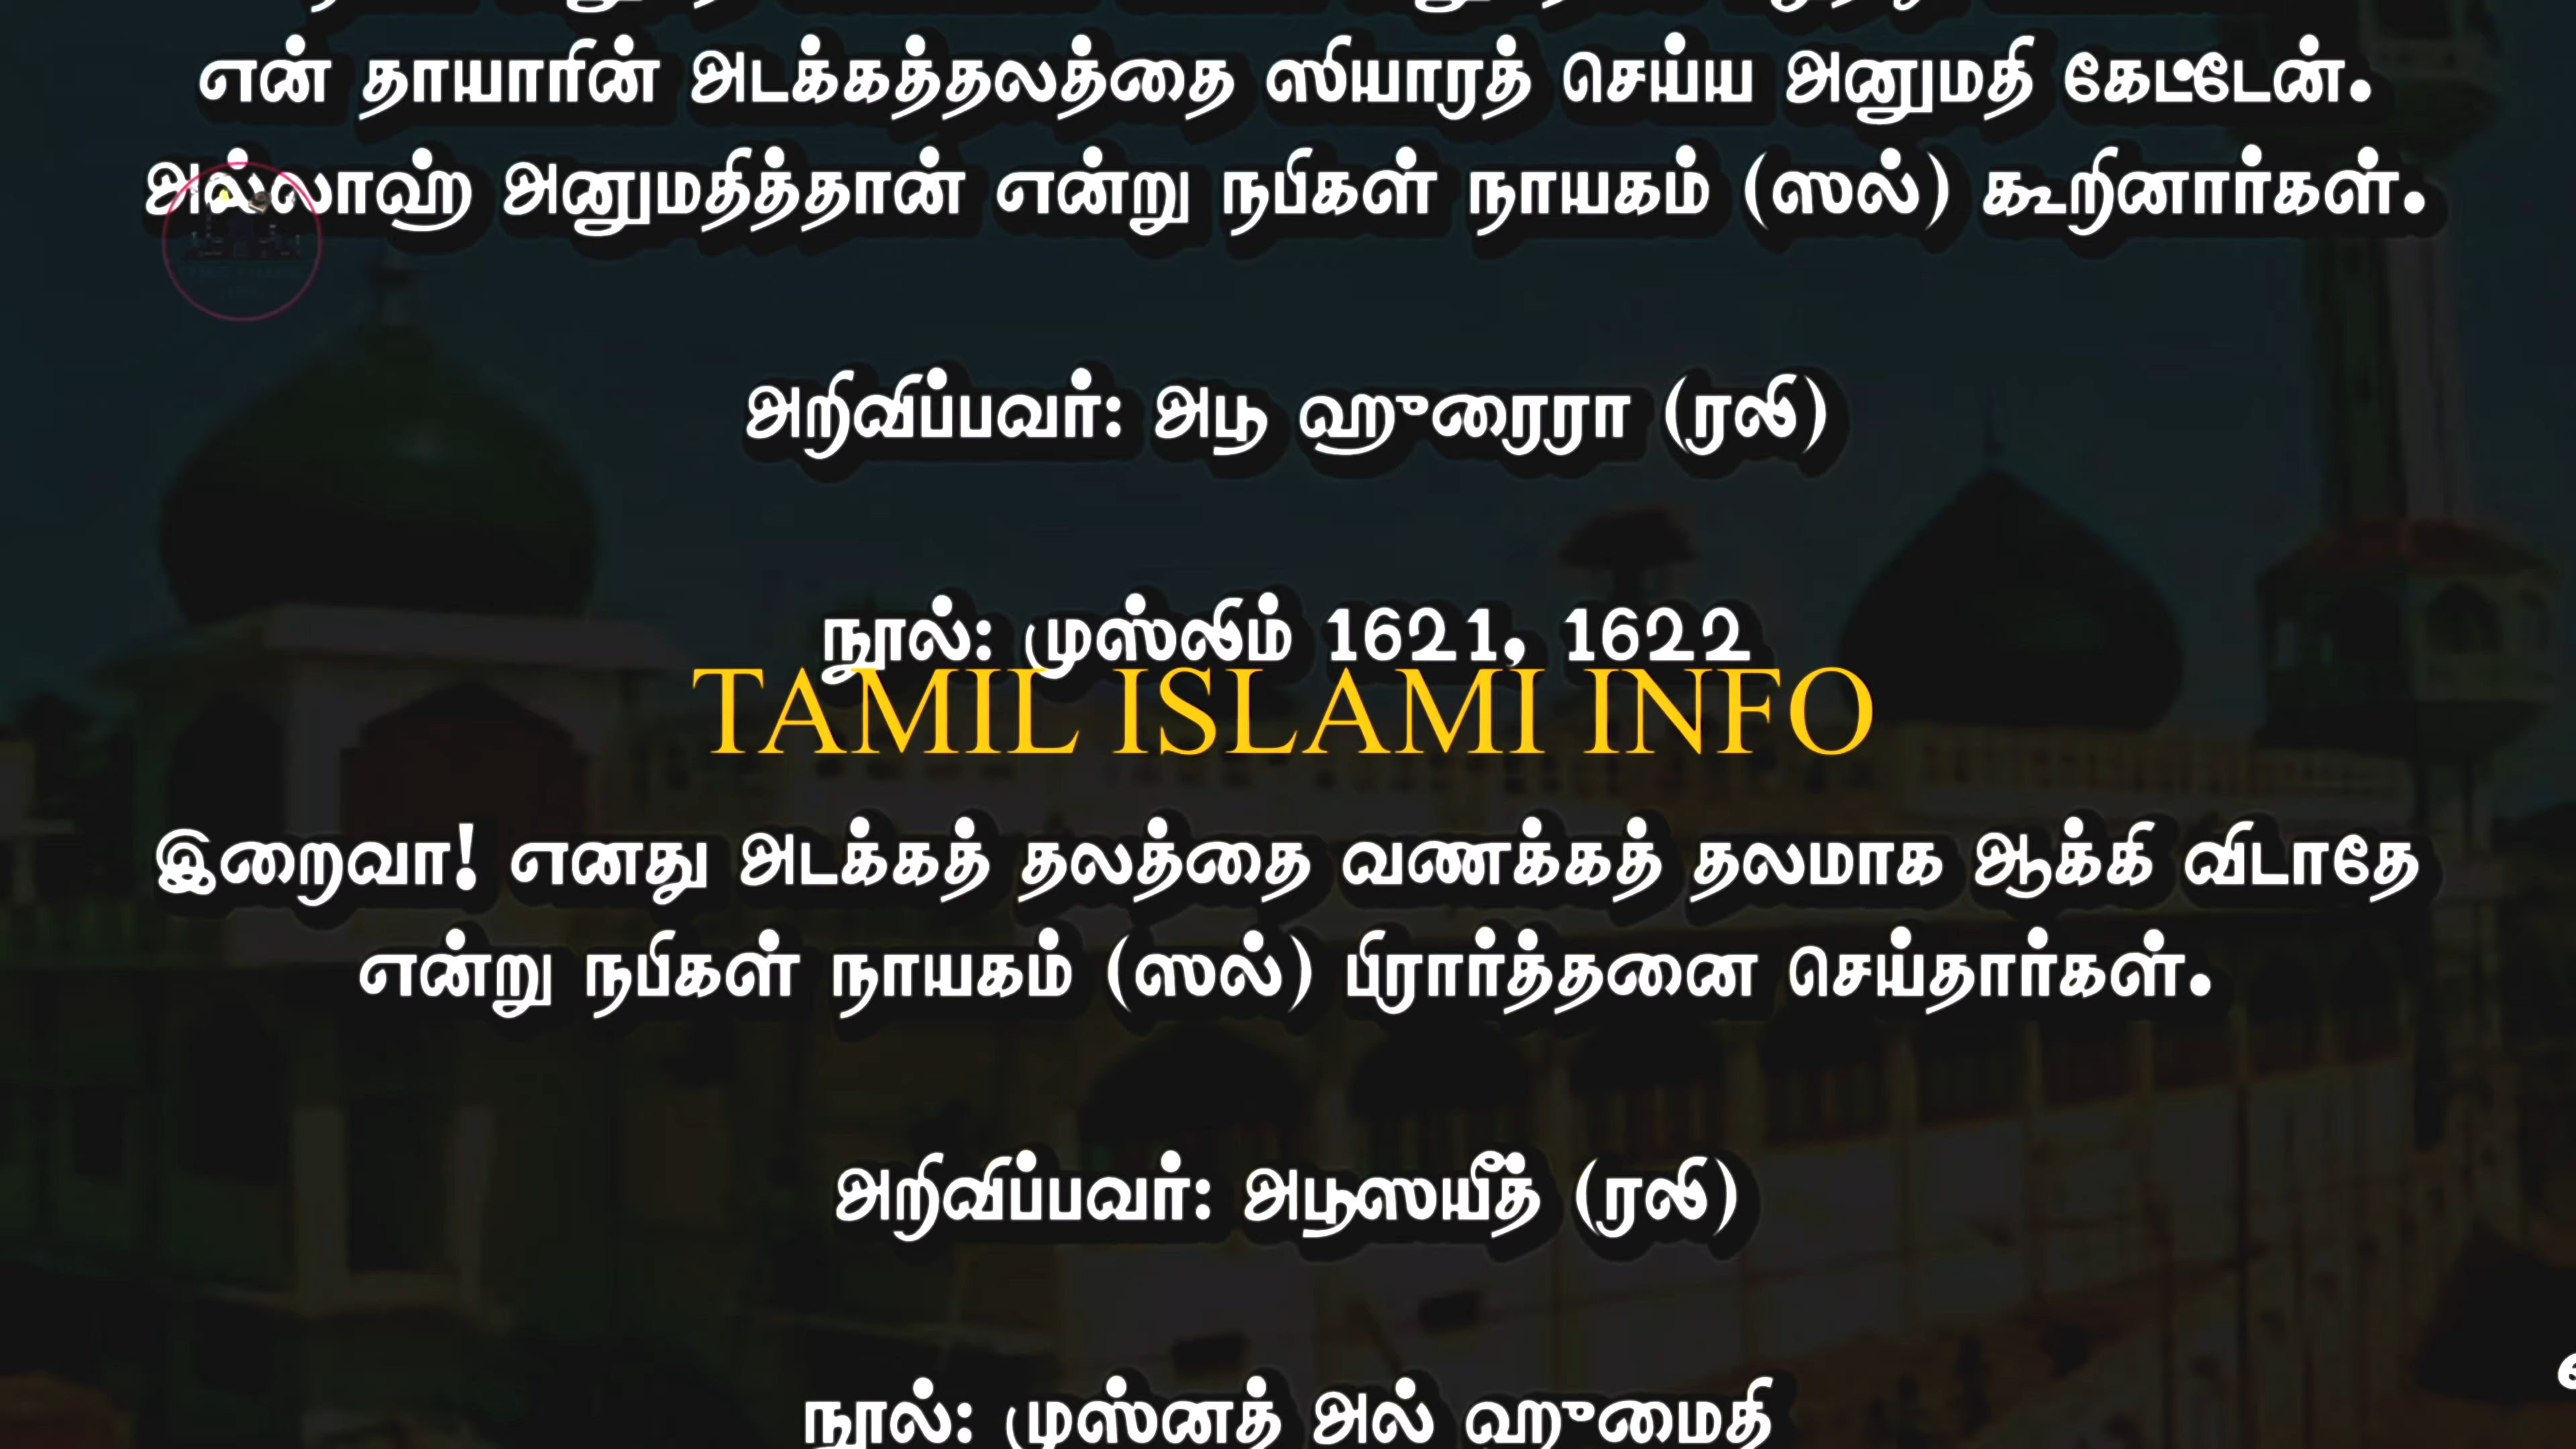 என் தாயாரின் அடக்கத்தலத்தை ஸியாரத் செய்ய அனுமதி கேட்டேன்.
அல்லாஹ் அனுமதித்தான் என்று நபிகள் நாயகம் (ஸல்) கூறினார்கள்.
அறிவிப்பவர்: அபூ ஹுரைரா (ரலி)
நூல்: முஸ்லிம் 1621, 1622
TAMIL ISLAMI INFO
இறைவா! எனது அடக்கத் தலத்தை வணக்கத் தலமாக ஆக்கி விடாதே
என்று நபிகள் நாயகம் (ஸல்) பிரார்த்தனை செய்தார்கள்.
அறிவிப்பவர்: அபூஸயீத் (ரலி)
நூல்: முஸ்னத் அல் ஹுமைதி